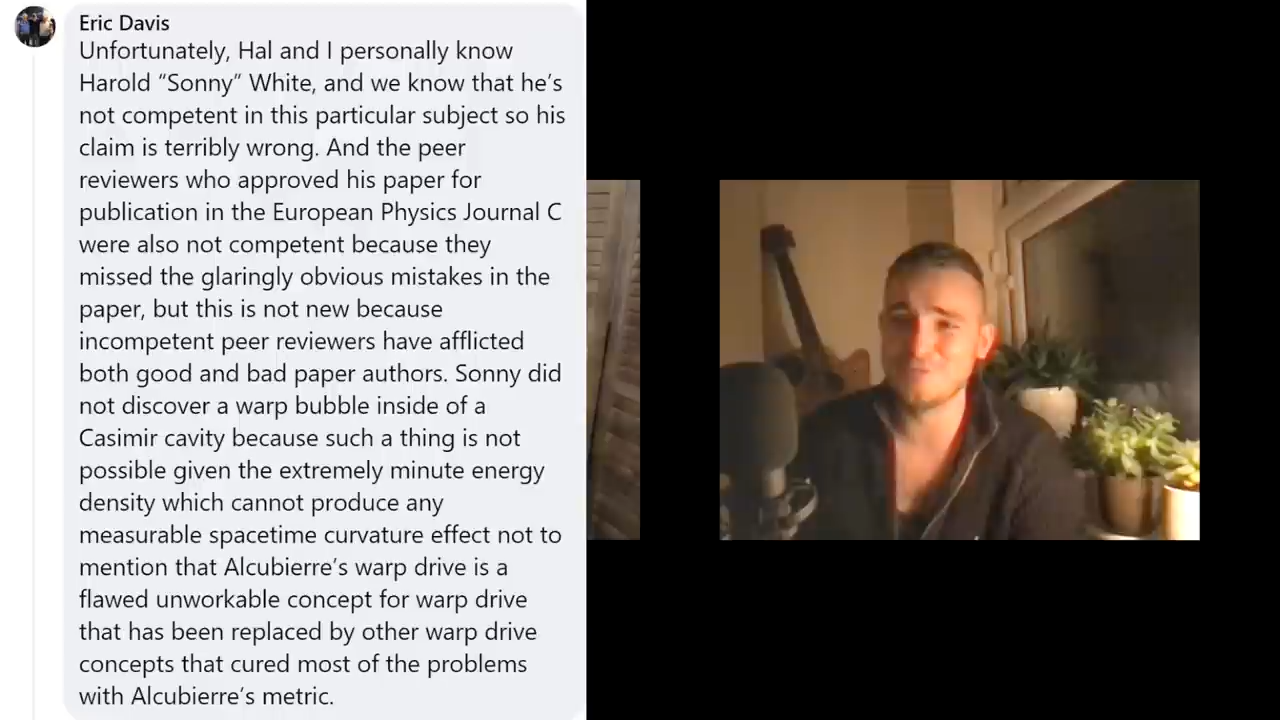 Eric Davis
Unfortunately, Hal and I personally know
Harold “Sonny” White, and we know that he’s
not competent in this particular subject so his
claim is terribly wrong. And the peer
reviewers who approved his paper for
publication in the European Physics Journal C
were also not competent because they
missed the glaringly obvious mistakes in the
paper, but this is not new because
incompetent peer reviewers have afflicted
both good and bad paper authors. Sonny did
not discover a warp bubble inside of a
Casimir cavity because such a thing is not
possible given the extremely minute energy
density which cannot produce any
measurable spacetime curvature effect not to
mention that Alcubierre’s warp drive is a
flawed unworkable concept for warp drive
that has been replaced by other warp drive
concepts that cured most of the problems
with Alcubierre’s metric.